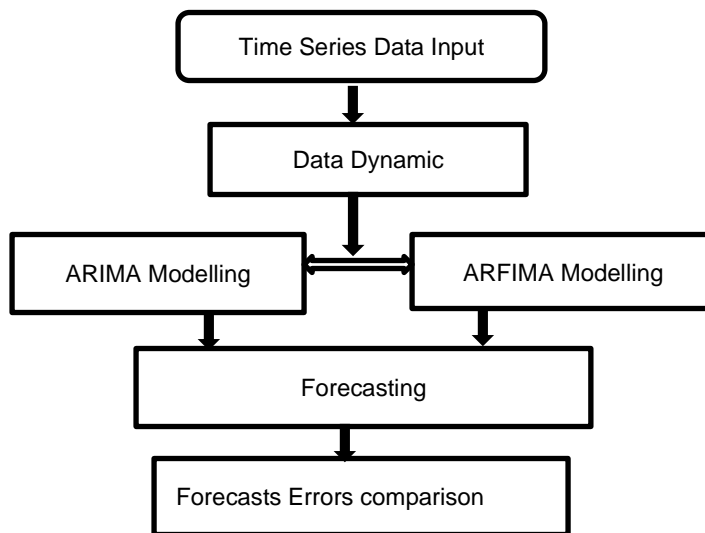 Time Series Data Input
Data Dynamic
ARIMA Modelling
ARFIMA Modelling
Forecasting
Forecasts Errors comparison